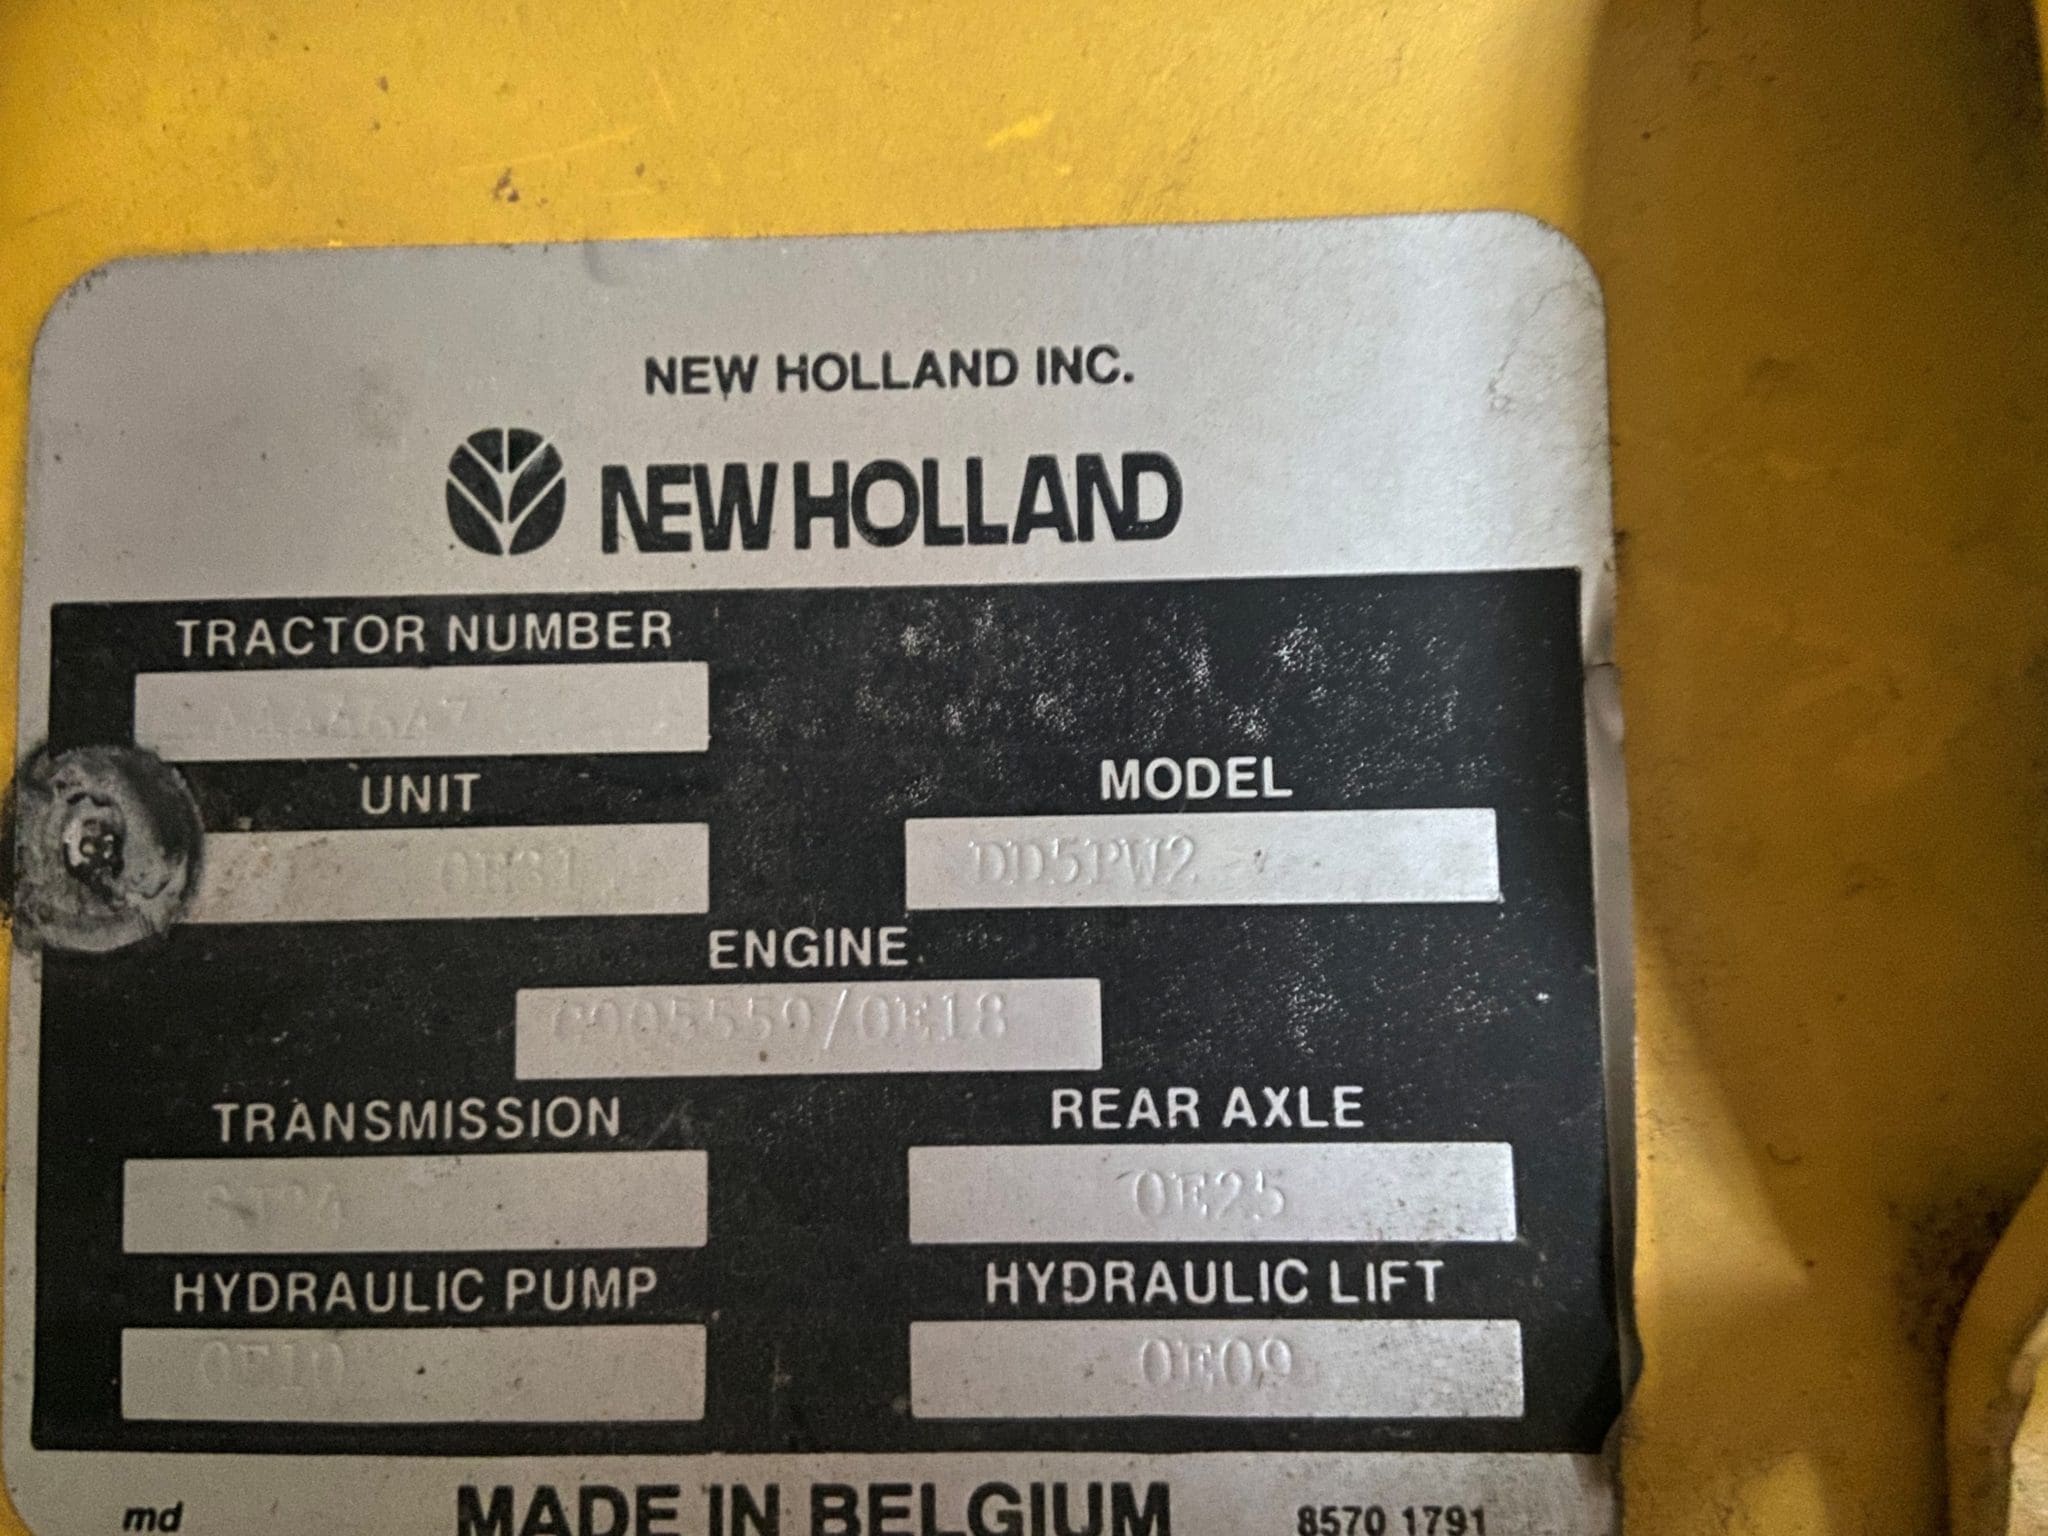 NEW HOLLAND INC.
NEW HOLLAND
TRACTOR NUMBER
UNIT
MODEL
0E31
DD5PW2
ENGINE
C005559/0E18
TRANSMISSION
REAR AXLE
0E25
HYDRAULIC PUMP
HYDRAULIC LIFT
0E10
0E09
md
MADE IN BELGIUM
8570 1791